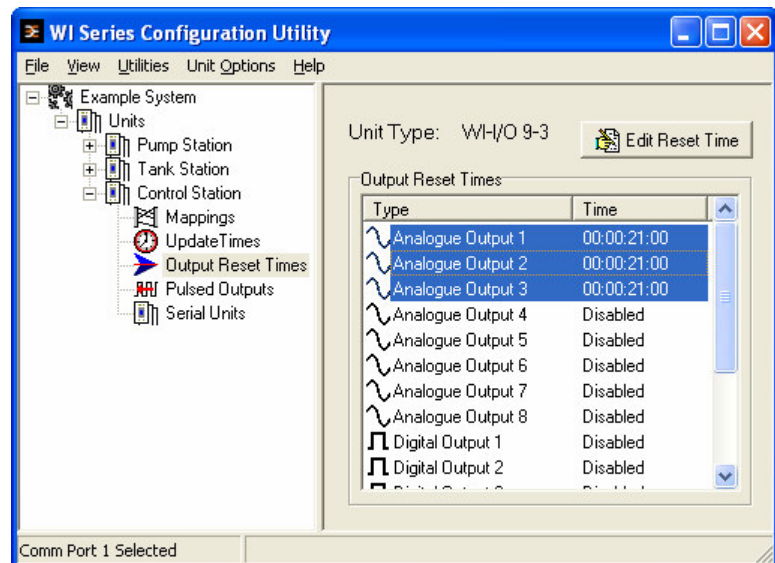 WI Series Configuration Utility
File View Utilities Unit Options Help
Example System
Units
Pump Station
Tank Station
Control Station
Mappings
UpdateTimes
Output Reset Times
Pulsed Outputs
Serial Units
Unit Type: WI-I/O 9-3
Edit Reset Time
Output Reset Times
Type Time
Analogue Output 1 00:00:21:00
Analogue Output 2 00:00:21:00
Analogue Output 3 00:00:21:00
Analogue Output 4 Disabled
Analogue Output 5 Disabled
Analogue Output 6 Disabled
Analogue Output 7 Disabled
Analogue Output 8 Disabled
Digital Output 1 Disabled
Digital Output 2 Disabled
Comm Port 1 Selected